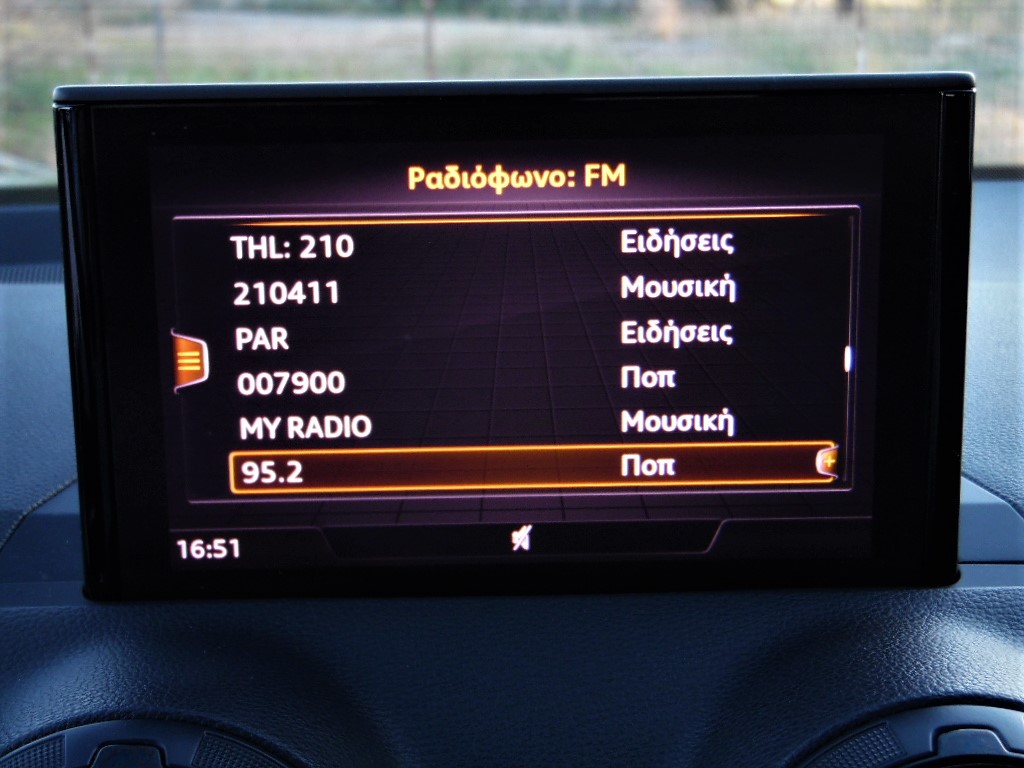 Ραδιόφωνο: FM
THL: 210 Ειδήσεις
210411 Μουσική
PAR Ειδήσεις
007900 Ποπ
MY RADIO Μουσική
95.2 Ποπ
16:51